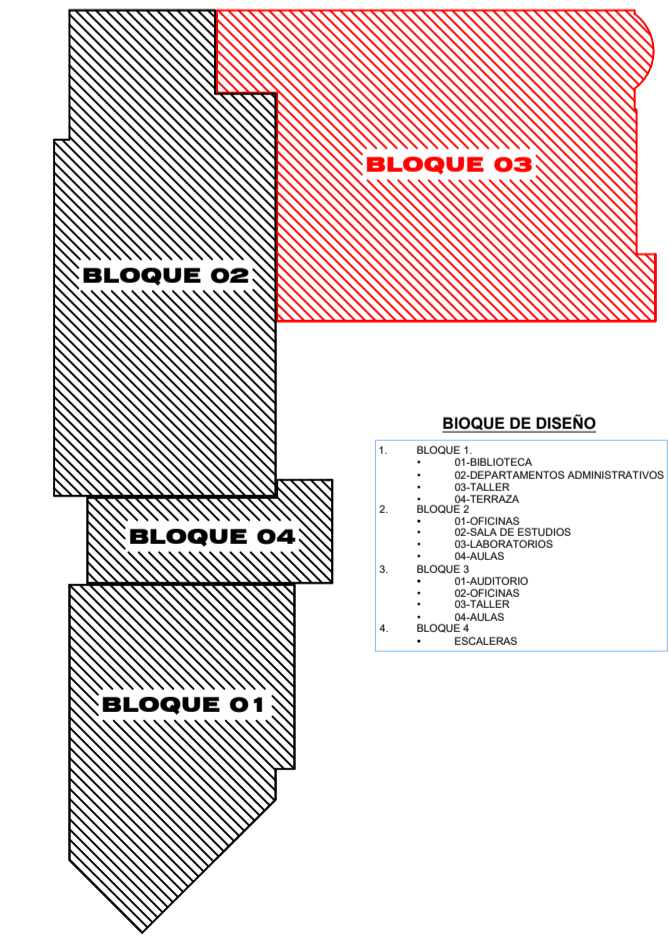 BLOQUE 03
BLOQUE 02
BIOQUE DE DISEÑO
1. BLOQUE 1.
• 01-BIBLIOTECA
• 02-DEPARTAMENTOS ADMINISTRATIVOS
• 03-TALLER
• 04-TERRAZA
2. BLOQUE 2
• 01-OFICINAS
• 02-SALA DE ESTUDIOS
• 03-LABORATORIOS
• 04-AULAS
3. BLOQUE 3
• 01-AUDITORIO
• 02-OFICINAS
• 03-TALLER
• 04-AULAS
4. BLOQUE 4
• ESCALERAS
BLOQUE 04
BLOQUE 01